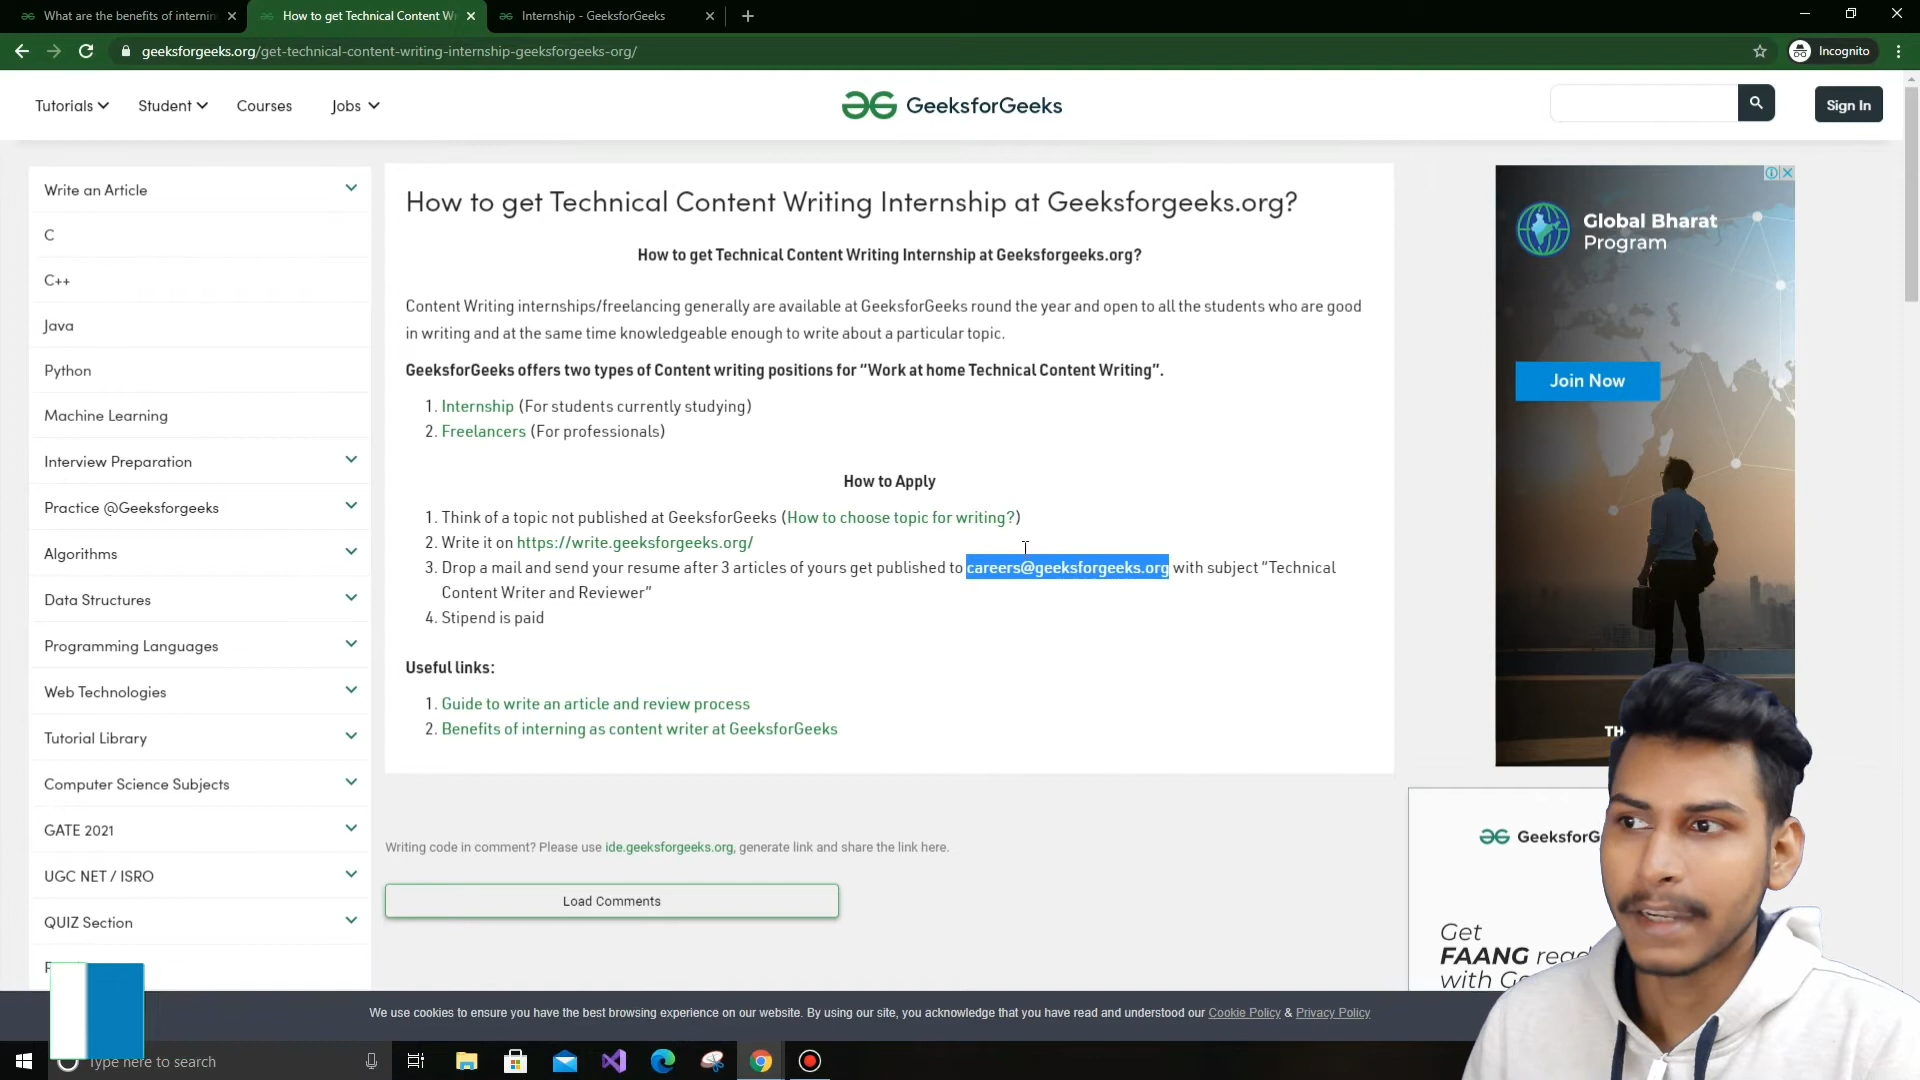 What are the benefits of internin
How to get Technical Content Wr
Internship - GeeksforGeeks
geeksforgeeks.org/get-technical-content-writing-internship-geeksforgeeks-org/
Incognito
Tutorials
Student
Courses
Jobs
GeeksforGeeks
Sign In
Write an Article
C
C++
Java
Python
Machine Learning
Interview Preparation
Practice @Geeksforgeeks
Algorithms
Data Structures
Programming Languages
Web Technologies
Tutorial Library
Computer Science Subjects
GATE 2021
UGC NET / ISRO
QUIZ Section
How to get Technical Content Writing Internship at Geeksforgeeks.org?
How to get Technical Content Writing Internship at Geeksforgeeks.org?
Content Writing internships/freelancing generally are available at GeeksforGeeks round the year and open to all the students who are good
in writing and at the same time knowledgeable enough to write about a particular topic.
GeeksforGeeks offers two types of Content writing positions for “Work at home Technical Content Writing”.
1. Internship (For students currently studying)
2. Freelancers (For professionals)
How to Apply
1. Think of a topic not published at GeeksforGeeks (How to choose topic for writing?)
2. Write it on https://write.geeksforgeeks.org/
3. Drop a mail and send your resume after 3 articles of yours get published to careers@geeksforgeeks.org with subject “Technical
Content Writer and Reviewer”
4. Stipend is paid
Useful links:
1. Guide to write an article and review process
2. Benefits of interning as content writer at GeeksforGeeks
Writing code in comment? Please use ide.geeksforgeeks.org, generate link and share the link here.
Load Comments
Global Bharat
Program
Join Now
TH
GeeksforG
Get
FAANG read
with Ge
We use cookies to ensure you have the best browsing experience on our website. By using our site, you acknowledge that you have read and understood our Cookie Policy & Privacy Policy
Type here to search